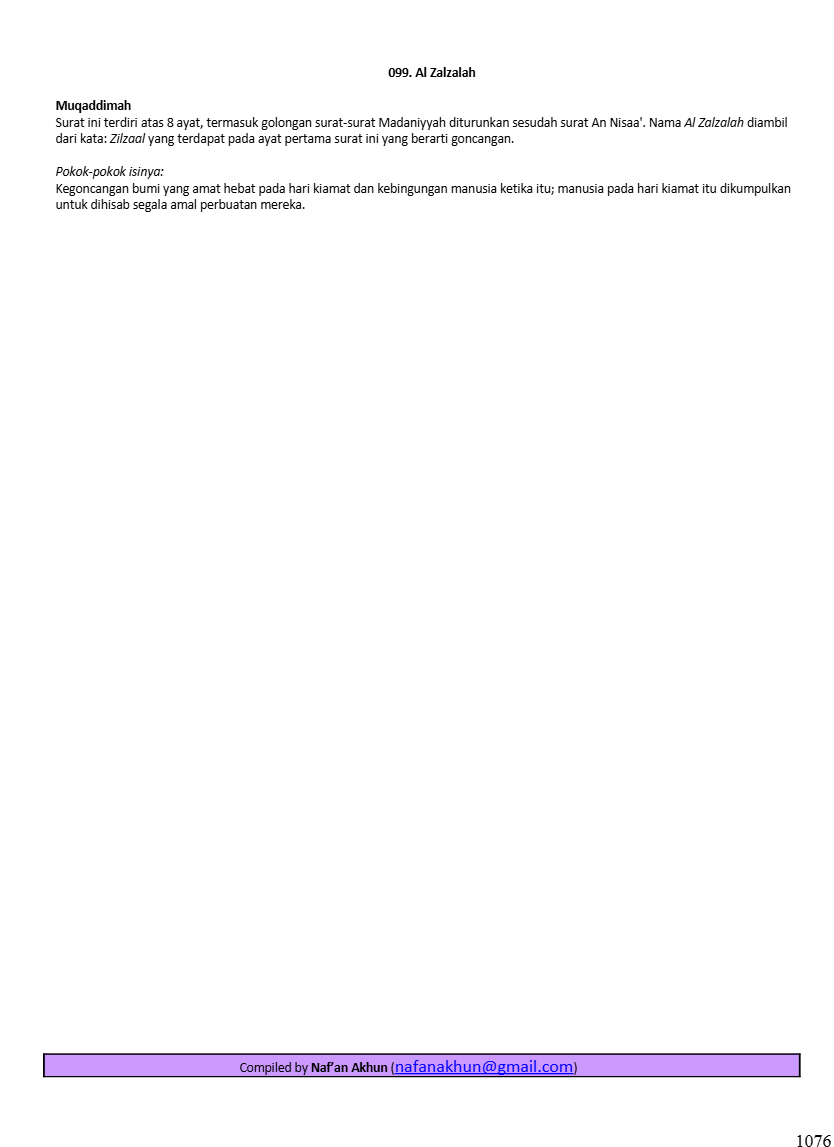 099. Al Zalzalah
Muqaddimah
Surat ini terdiri atas 8 ayat, termasuk golongan surat-surat Madaniyyah diturunkan sesudah surat An Nisaa'. Nama Al Zalzalah diambil
dari kata: Zilzaal yang terdapat pada ayat pertama surat ini yang berarti goncangan.
Pokok-pokok isinya:
Kegoncangan bumi yang amat hebat pada hari kiamat dan kebingungan manusia ketika itu; manusia pada hari kiamat itu dikumpulkan
untuk dihisab segala amal perbuatan mereka.
Compiled by Naf’an Akhun (nafanakhun@gmail.com)
1076